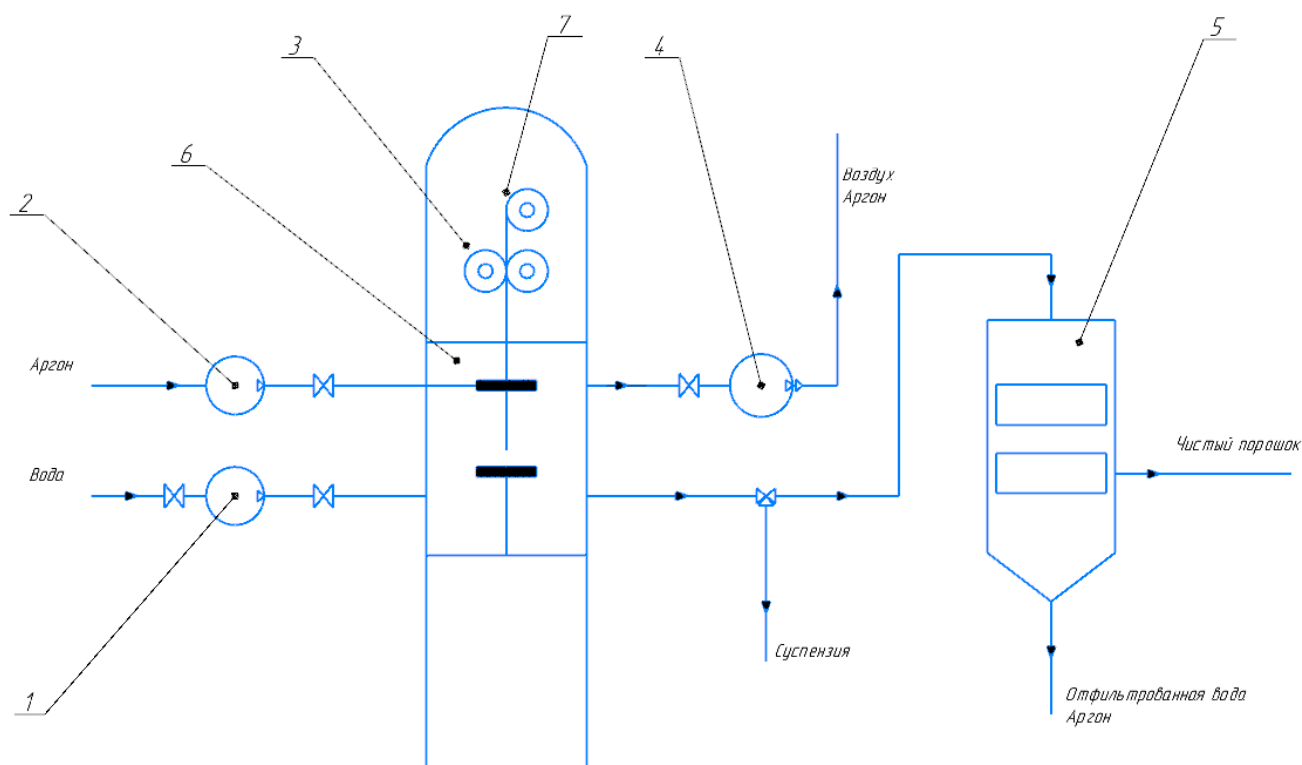 7
3
4
5
6
Воздух
Аргон
2
Аргон
Чистый порошок
Вода
Суспензия
1
Отфильтрованная вода
Аргон